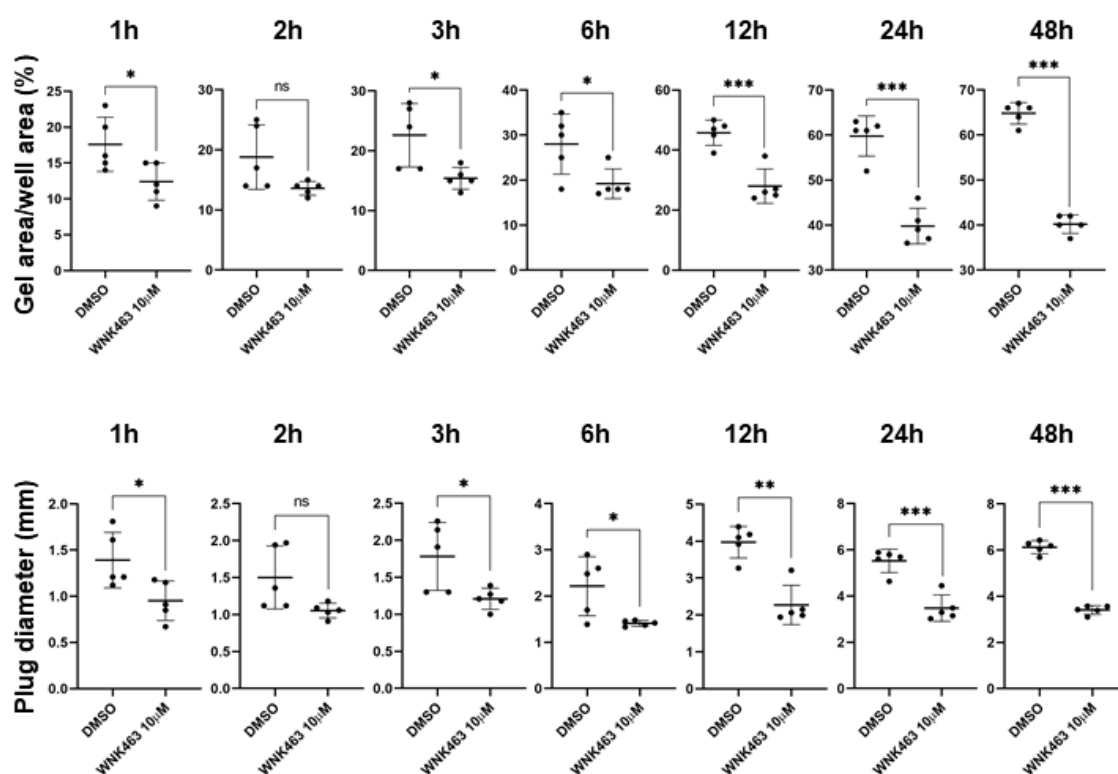 1h 2h 3h 6h 12h 24h 48h
Gel area/well area (%)
* ns * * *** *** ***
25 20 15 10 5 0
30 20 10 0
30 20 10 0
40 30 20 10 0
60 40 20 0
70 60 50 40 30
70 60 50 40 30
DMSO WNK463 10µM DMSO WNK463 10µM DMSO WNK463 10µM DMSO WNK463 10µM DMSO WNK463 10µM DMSO WNK463 10µM DMSO WNK463 10µM
1h 2h 3h 6h 12h 24h 48h
Plug diameter (mm)
* ns * * ** *** ***
2.0 1.5 1.0 0.5 0.0
2.5 2.0 1.5 1.0 0.5 0.0
2.5 2.0 1.5 1.0 0.5 0.0
4 3 2 1 0
5 4 3 2 1 0
8 6 4 2 0
8 6 4 2 0
DMSO WNK463 10µM DMSO WNK463 10µM DMSO WNK463 10µM DMSO WNK463 10µM DMSO WNK463 10µM DMSO WNK463 10µM DMSO WNK463 10µM